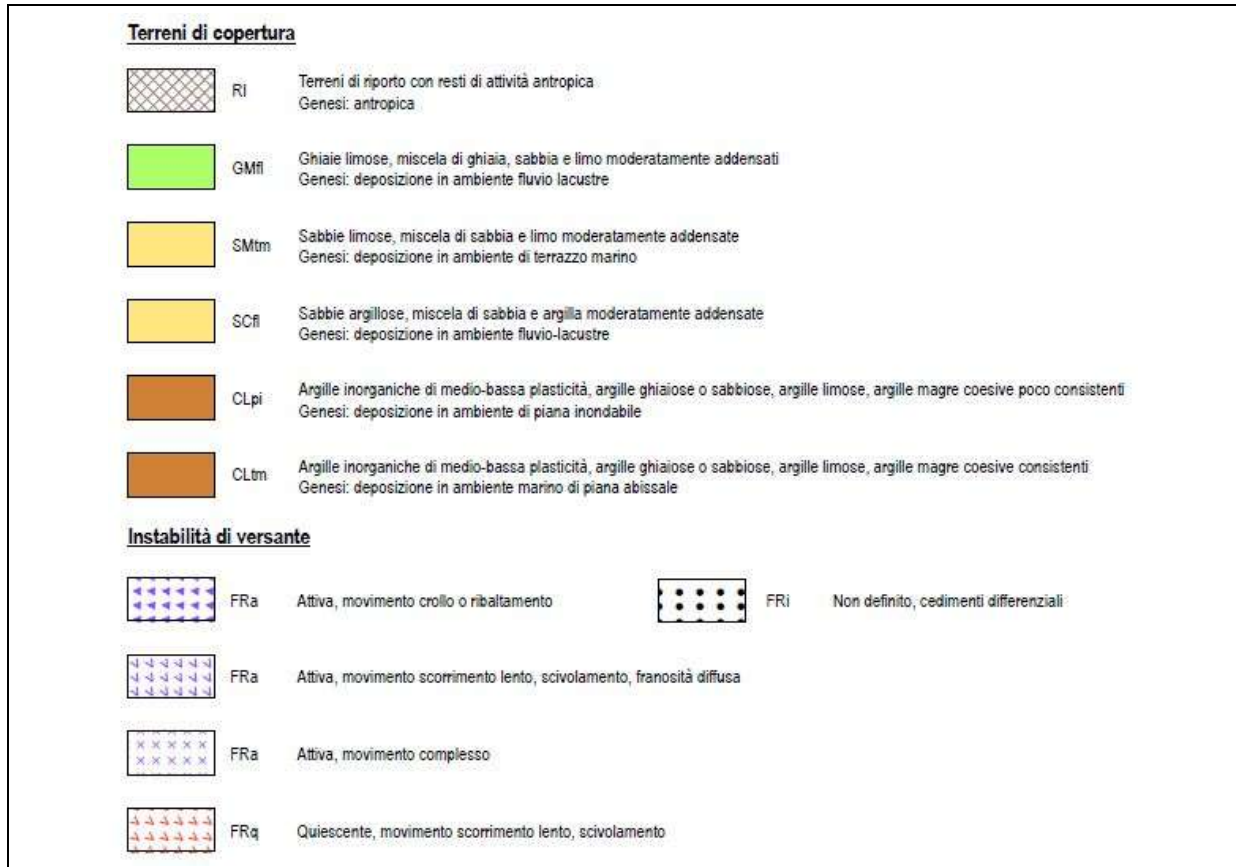 Terreni di copertura
RI Terreni di riporto con resti di attività antropica
Genesi: antropica
GMfl Ghiaie limose, miscela di ghiaia, sabbia e limo moderatamente addensati
Genesi: deposizione in ambiente fluvio lacustre
SMtm Sabbie limose, miscela di sabbia e limo moderatamente addensate
Genesi: deposizione in ambiente di terrazzo marino
SCfl Sabbie argillose, miscela di sabbia e argilla moderatamente addensate
Genesi: deposizione in ambiente fluvio-lacustre
CLpi Argille inorganiche di medio-bassa plasticità, argille ghiaiose o sabbiose, argille limose, argille magre coesive poco consistenti
Genesi: deposizione in ambiente di piana inondabile
CLtm Argille inorganiche di medio-bassa plasticità, argille ghiaiose o sabbiose, argille limose, argille magre coesive consistenti
Genesi: deposizione in ambiente marino di piana abissale
Instabilità di versante
FRa Attiva, movimento crollo o ribaltamento FRi Non definito, cedimenti differenziali
FRa Attiva, movimento scorrimento lento, scivolamento, franosità diffusa
FRa Attiva, movimento complesso
FRq Quiescente, movimento scorrimento lento, scivolamento